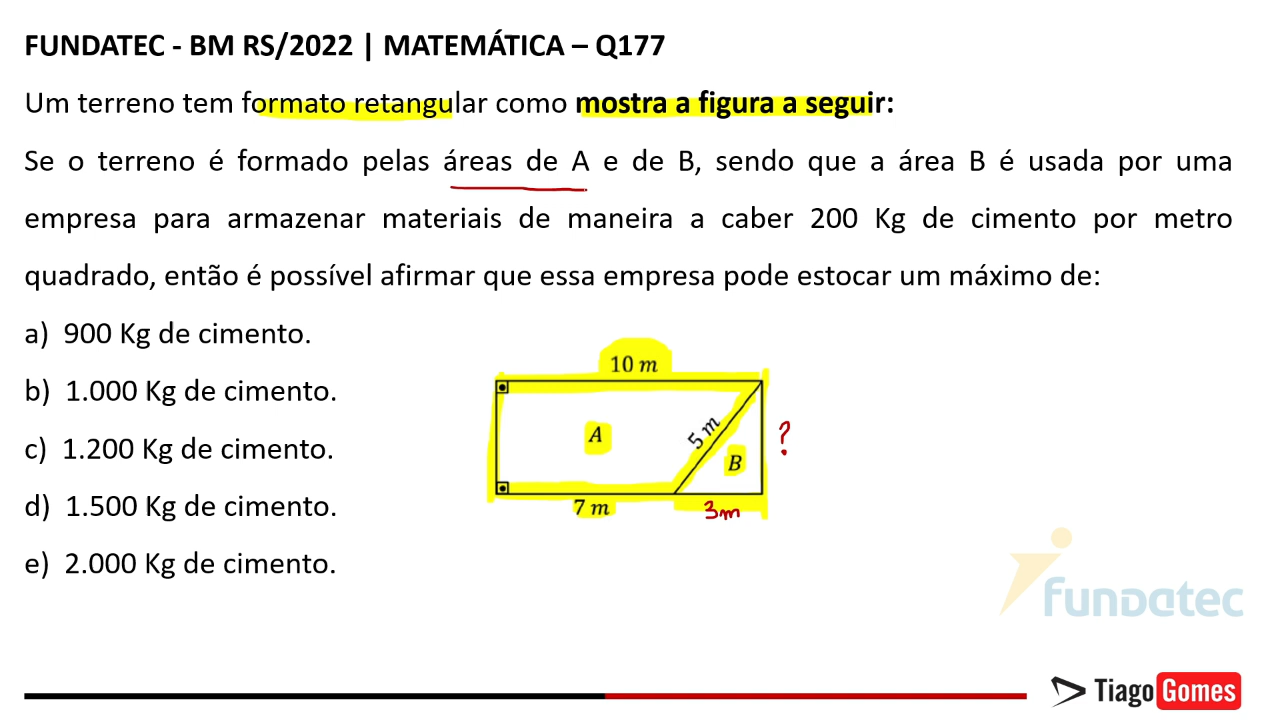 FUNDATEC - BM RS/2022 | MATEMÁTICA – Q177
Um terreno tem formato retangular como mostra a figura a seguir:
Se o terreno é formado pelas áreas de A e de B, sendo que a área B é usada por uma
empresa para armazenar materiais de maneira a caber 200 Kg de cimento por metro
quadrado, então é possível afirmar que essa empresa pode estocar um máximo de:
a) 900 Kg de cimento.
10 m
b) 1.000 Kg de cimento.
A
5 m
?
c) 1.200 Kg de cimento.
B
d) 1.500 Kg de cimento.
7 m
3m
e) 2.000 Kg de cimento.
Fundatec
Tiago Gomes